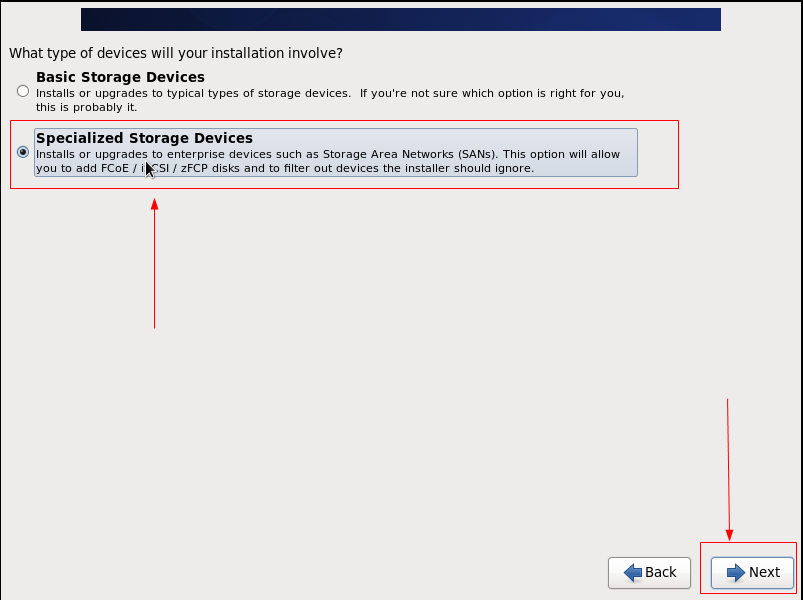 What type of devices will your installation involve?
Basic Storage Devices
Installs or upgrades to typical types of storage devices.  If you're not sure which option is right for you,
this is probably it.
Specialized Storage Devices
Installs or upgrades to enterprise devices such as Storage Area Networks (SANs). This option will allow
you to add FCoE / iSCSI / zFCP disks and to filter out devices the installer should ignore.
Back
Next